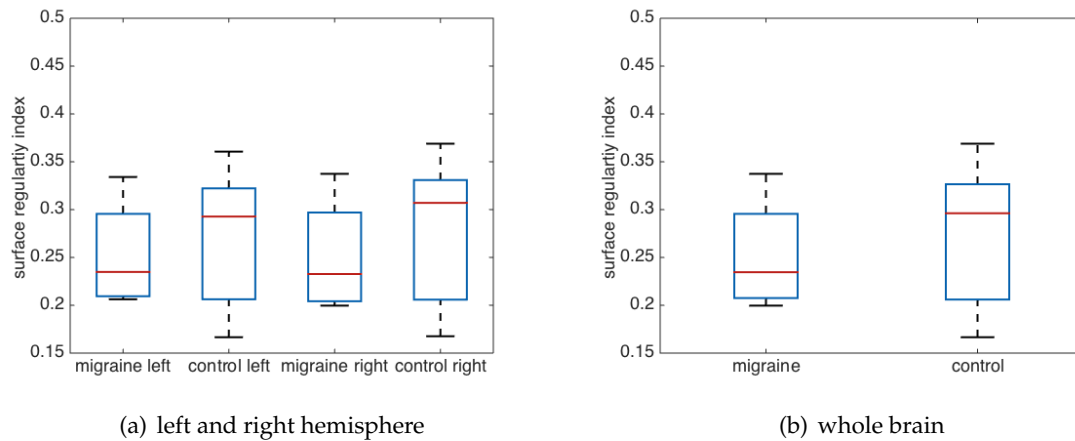 0.5
0.45
0.4
0.35
0.3
0.25
0.2
0.15
surface regulartiy index
migraine left control left migraine right control right
(a) left and right hemisphere
0.5
0.45
0.4
0.35
0.3
0.25
0.2
0.15
surface regulartiy index
migraine control
(b) whole brain